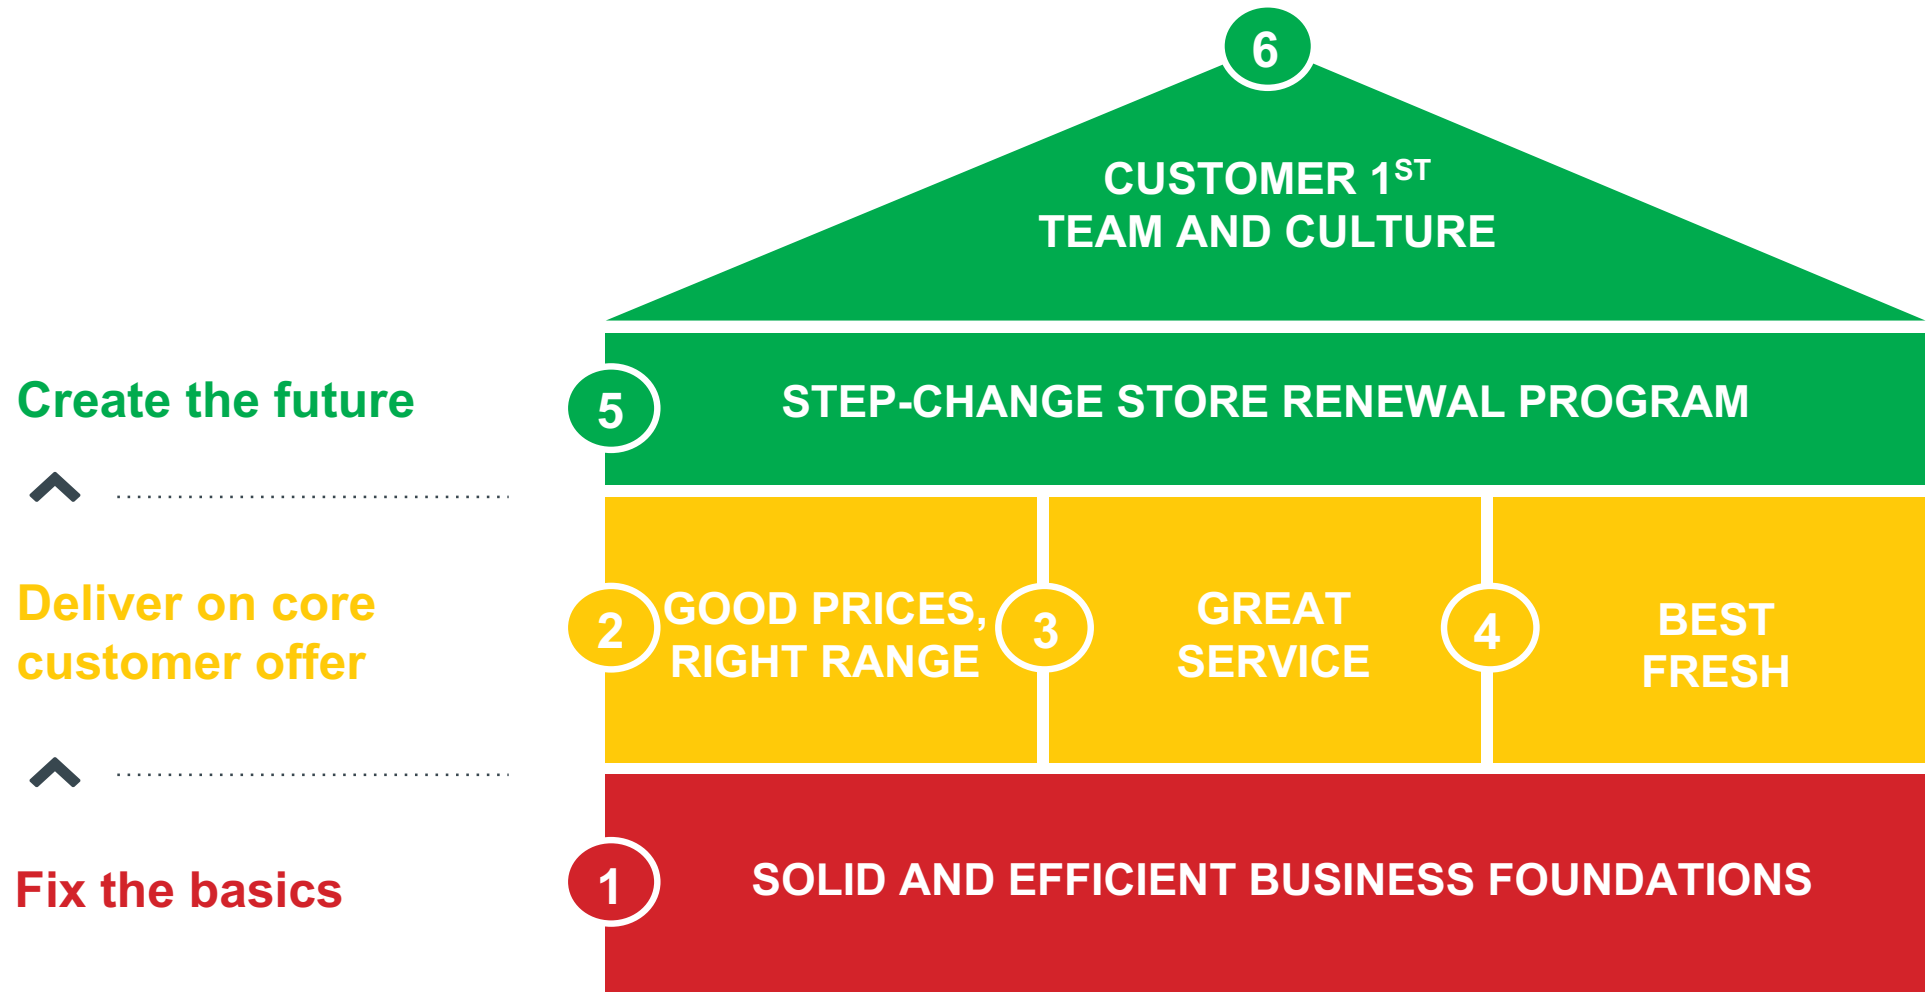 6
CUSTOMER 1ST
TEAM AND CULTURE
Create the future
5
STEP-CHANGE STORE RENEWAL PROGRAM
Deliver on core
customer offer
2
GOOD PRICES,
RIGHT RANGE
3
GREAT
SERVICE
4
BEST
FRESH
Fix the basics
1
SOLID AND EFFICIENT BUSINESS FOUNDATIONS